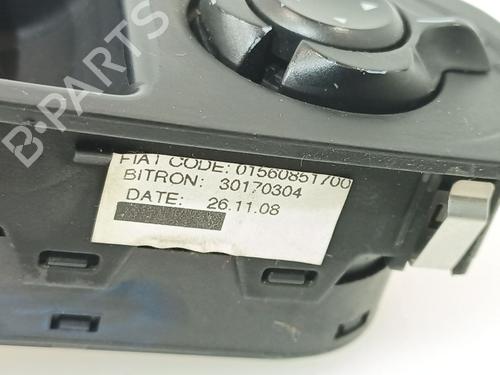 FIAT CODE: 01560851700
BITRON: 30170304
DATE: 26.11.08
B-PARTS